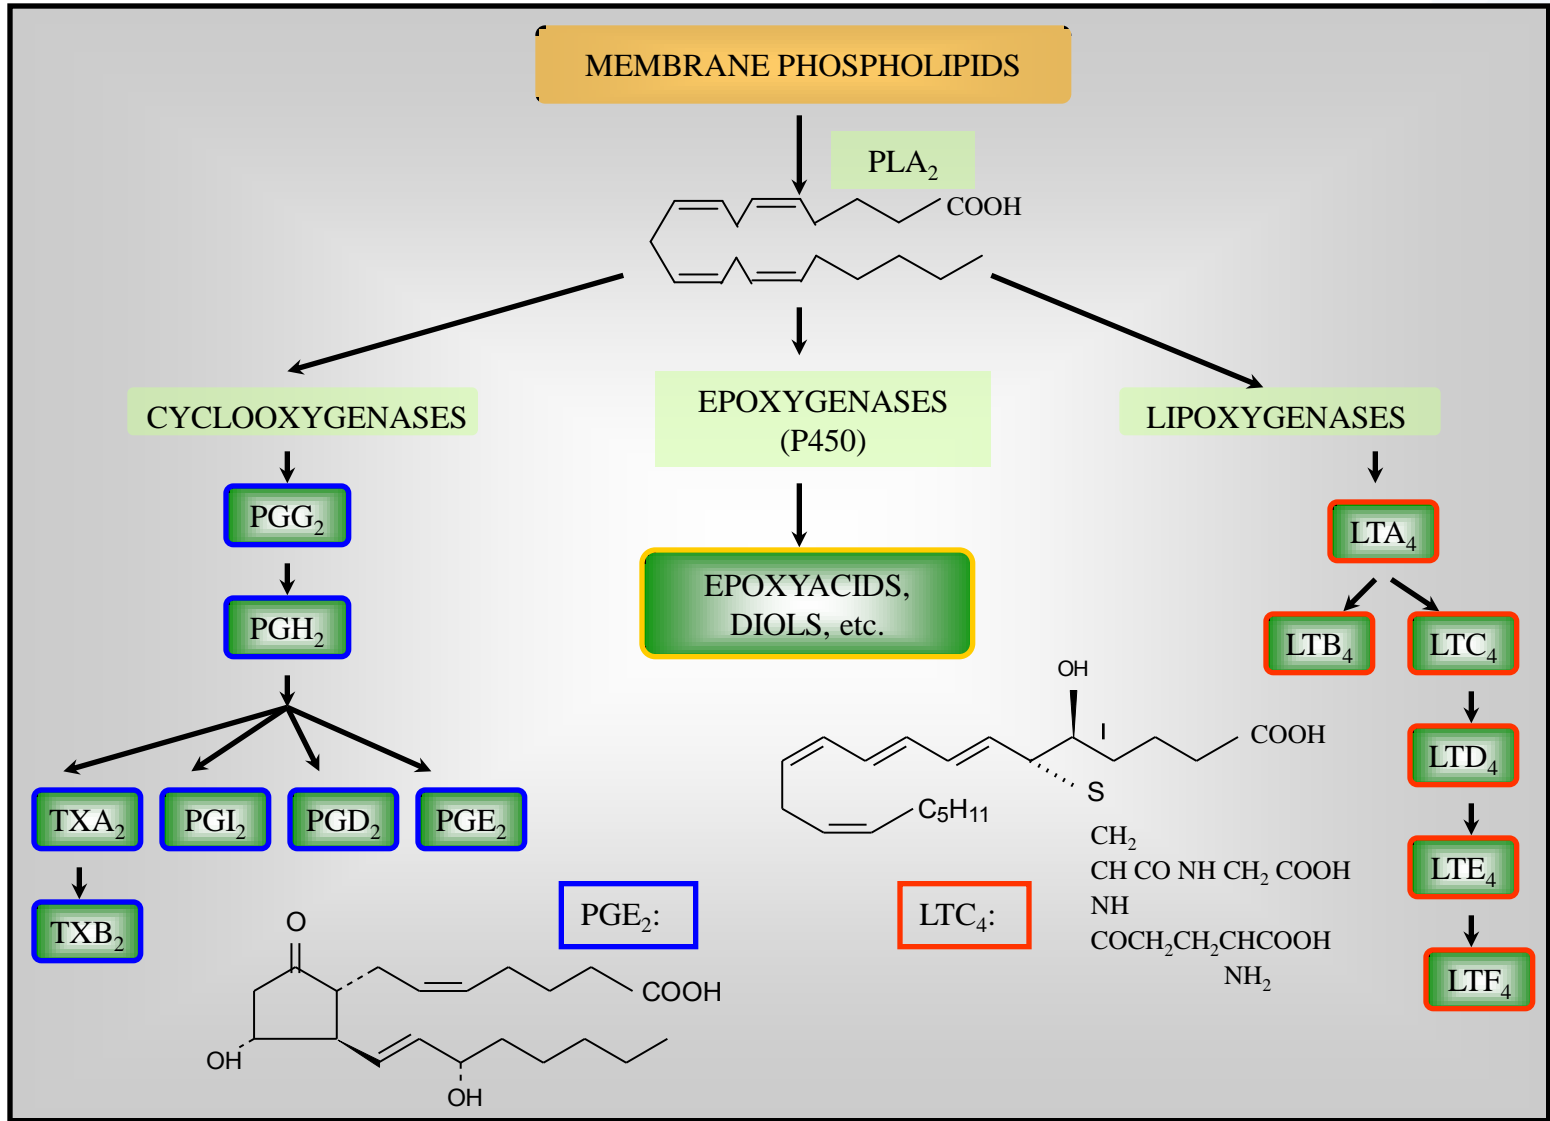 MEMBRANE PHOSPHOLIPIDS
PLA₂
COOH
CYCLOOXYGENASES
EPOXYGENASES
(P450)
LIPOXYGENASES
PGG₂
LTA₄
PGH₂
EPOXYACIDS,
DIOLS, etc.
LTB₄
LTC₄
OH
I
COOH
LTD₄
S
C₅H₁₁
TXA₂
PGI₂
PGD₂
PGE₂
CH₂
CH CO NH CH₂ COOH
NH
COCH₂CH₂CHCOOH
NH₂
LTE₄
TXB₂
PGE₂:
LTC₄:
LTF₄
O
COOH
OH
OH